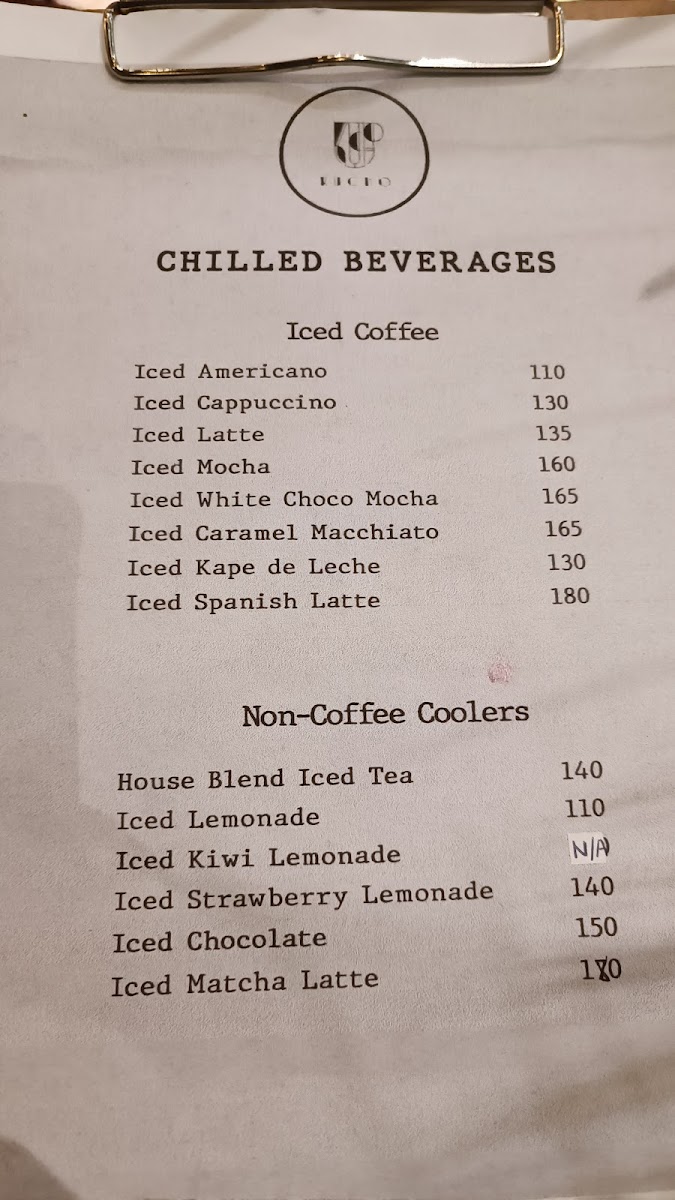 CHILLED BEVERAGES
Iced Coffee
Iced Americano 110
Iced Cappuccino 130
Iced Latte 135
Iced Mocha 160
Iced White Choco Mocha 165
Iced Caramel Macchiato 165
Iced Kape de Leche 130
Iced Spanish Latte 180
Non-Coffee Coolers
House Blend Iced Tea 140
Iced Lemonade 110
Iced Kiwi Lemonade N/A
Iced Strawberry Lemonade 140
Iced Chocolate 150
Iced Matcha Latte 180